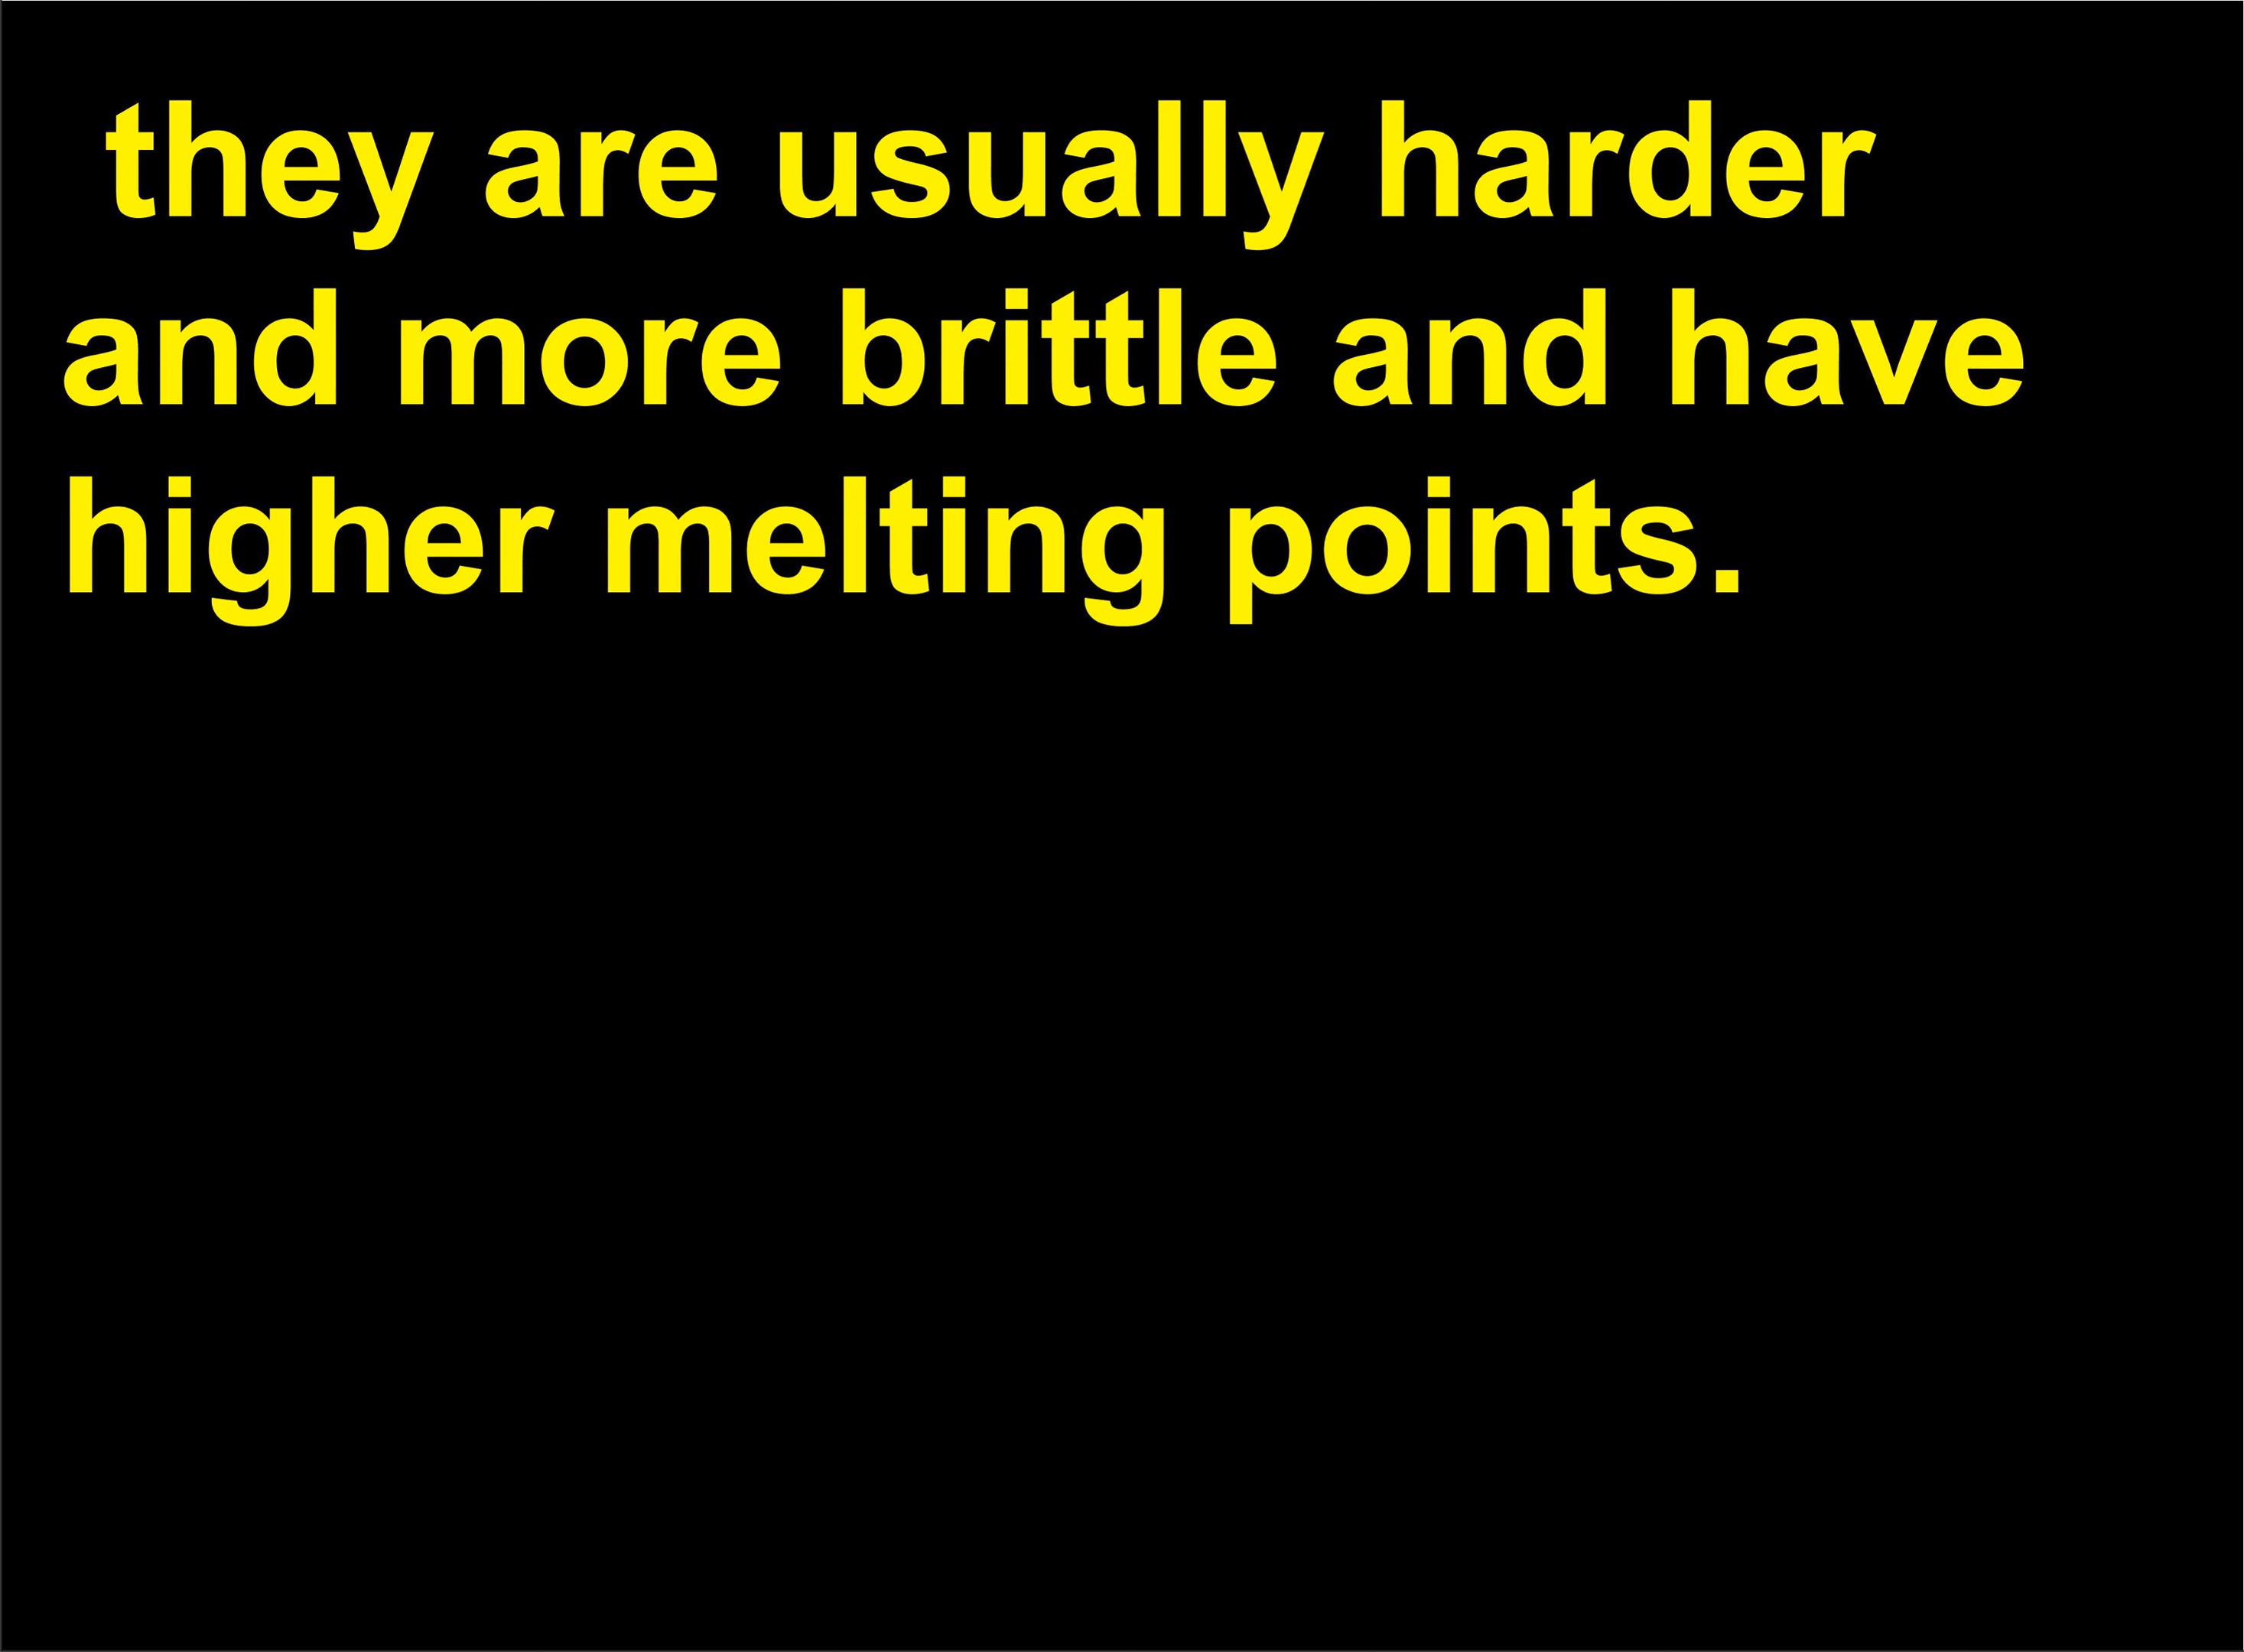 they are usually harder
and more brittle and have
higher melting points.